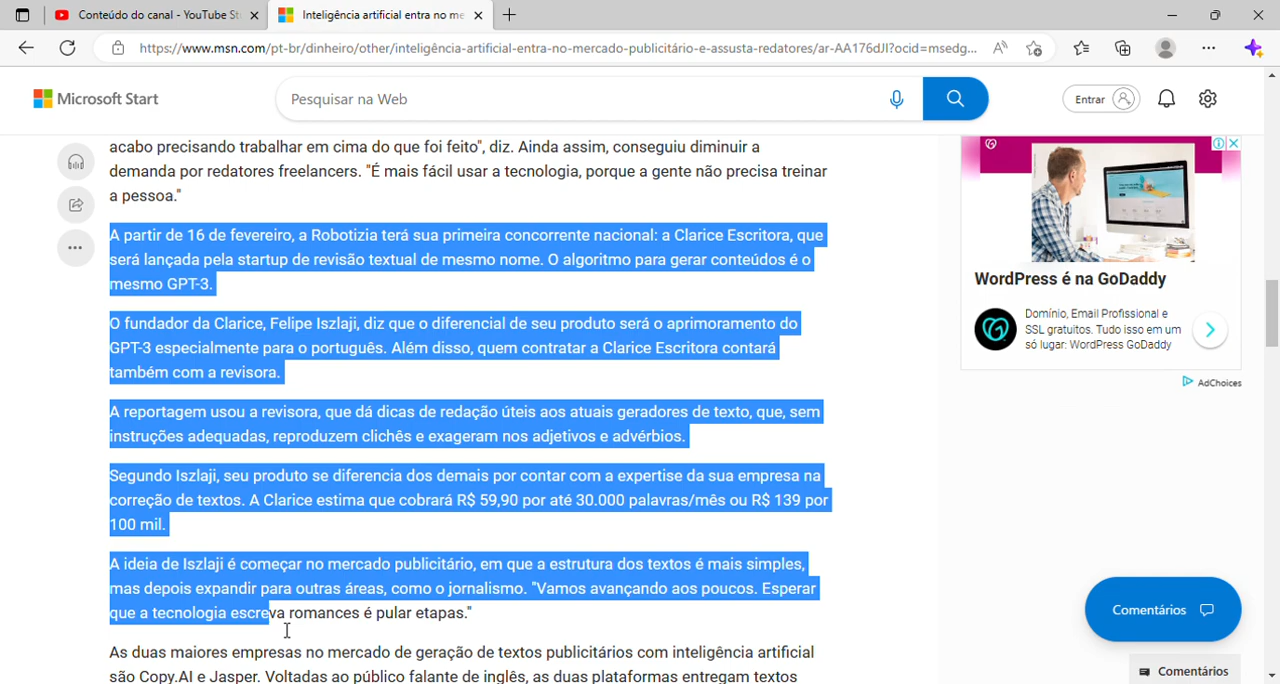 Conteúdo do canal - YouTube St
Inteligência artificial entra no me
https://www.msn.com/pt-br/dinheiro/other/inteligência-artificial-entra-no-mercado-publicitário-e-assusta-redatores/ar-AA176dJl?ocid=msedg...
Microsoft Start
Pesquisar na Web
Entrar
acabo precisando trabalhar em cima do que foi feito", diz. Ainda assim, conseguiu diminuir a
demanda por redatores freelancers. "É mais fácil usar a tecnologia, porque a gente não precisa treinar
a pessoa."
A partir de 16 de fevereiro, a Robotizia terá sua primeira concorrente nacional: a Clarice Escritora, que
será lançada pela startup de revisão textual de mesmo nome. O algoritmo para gerar conteúdos é o
mesmo GPT-3.
O fundador da Clarice, Felipe Iszlaji, diz que o diferencial de seu produto será o aprimoramento do
GPT-3 especialmente para o português. Além disso, quem contratar a Clarice Escritora contará
também com a revisora.
A reportagem usou a revisora, que dá dicas de redação úteis aos atuais geradores de texto, que, sem
instruções adequadas, reproduzem clichês e exageram nos adjetivos e advérbios.
Segundo Iszlaji, seu produto se diferencia dos demais por contar com a expertise da sua empresa na
correção de textos. A Clarice estima que cobrará R$ 59,90 por até 30.000 palavras/mês ou R$ 139 por
100 mil.
A ideia de Iszlaji é começar no mercado publicitário, em que a estrutura dos textos é mais simples,
mas depois expandir para outras áreas, como o jornalismo. "Vamos avançando aos poucos. Esperar
que a tecnologia escreva romances é pular etapas."
As duas maiores empresas no mercado de geração de textos publicitários com inteligência artificial
são Copy.AI e Jasper. Voltadas ao público falante de inglês, as duas plataformas entregam textos
WordPress é na GoDaddy
Domínio, Email Profissional e
SSL gratuitos. Tudo isso em um
só lugar: WordPress GoDaddy
AdChoices
Comentários
Comentários